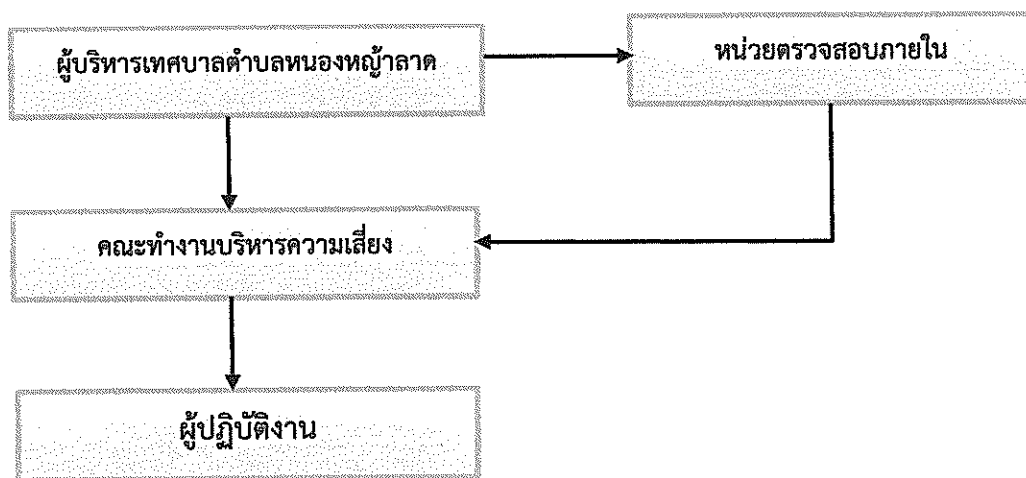 ผู้บริหารเทศบาลตำบลหนองหญ้าลาด
หน่วยตรวจสอบภายใน
คณะทำงานบริหารความเสี่ยง
ผู้ปฏิบัติงาน